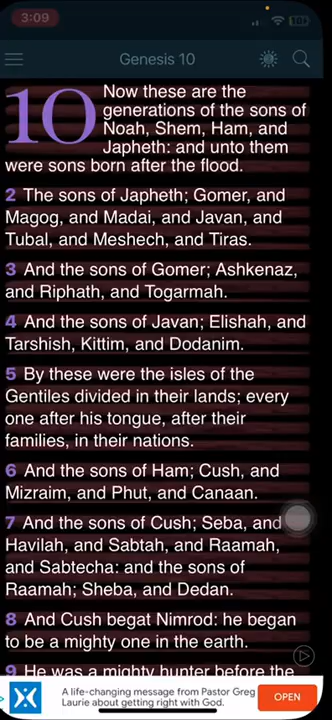 3:09
Genesis 10
10 Now these are the
generations of the sons of
Noah, Shem, Ham, and
Japheth: and unto them
were sons born after the flood.
2 The sons of Japheth; Gomer, and
Magog, and Madai, and Javan, and
Tubal, and Meshech, and Tiras.
3 And the sons of Gomer; Ashkenaz,
and Riphath, and Togarmah.
4 And the sons of Javan; Elishah, and
Tarshish, Kittim, and Dodanim.
5 By these were the isles of the
Gentiles divided in their lands; every
one after his tongue, after their
families, in their nations.
6 And the sons of Ham; Cush, and
Mizraim, and Phut, and Canaan.
7 And the sons of Cush; Seba, and
Havilah, and Sabtah, and Raamah,
and Sabtecha: and the sons of
Raamah; Sheba, and Dedan.
8 And Cush begat Nimrod: he began
to be a mighty one in the earth.
9 He was a mighty hunter before the
A life-changing message from Pastor Greg
Laurie about getting right with God.
OPEN